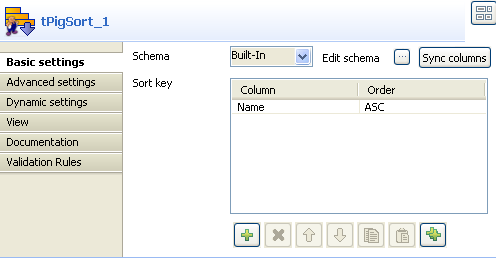 tPigSort_1
Basic settings
Advanced settings
Dynamic settings
View
Documentation
Validation Rules
Schema Built-In Edit schema ... Sync columns
Sort key
Column Order
Name ASC